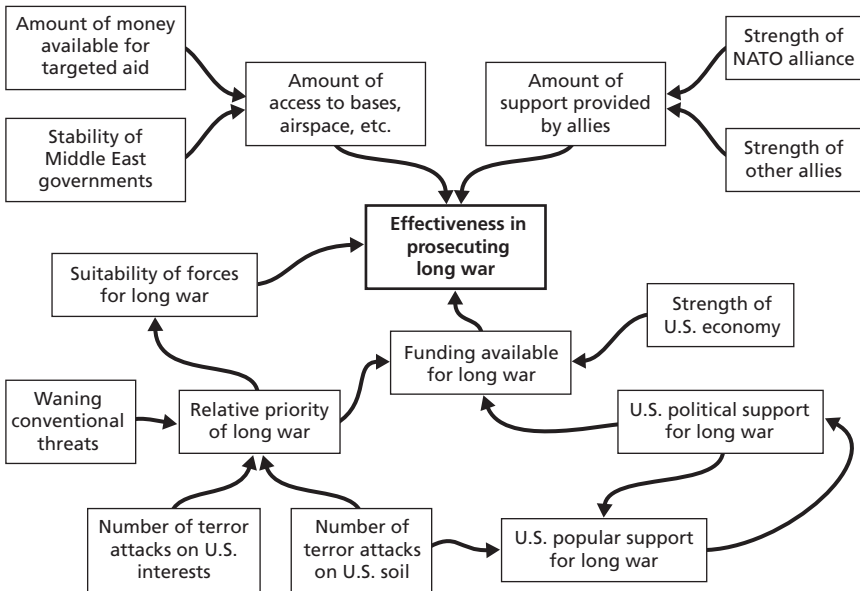 Amount of money
available for
targeted aid
Strength of
NATO alliance
Amount of
access to bases,
airspace, etc.
Amount of
support provided
by allies
Stability of
Middle East
governments
Strength of
other allies
Effectiveness in
prosecuting
long war
Suitability of forces
for long war
Strength of
U.S. economy
Funding available
for long war
Waning
conventional
threats
Relative priority
of long war
U.S. political support
for long war
Number of terror
attacks on U.S.
interests
Number of
terror attacks
on U.S. soil
U.S. popular support
for long war